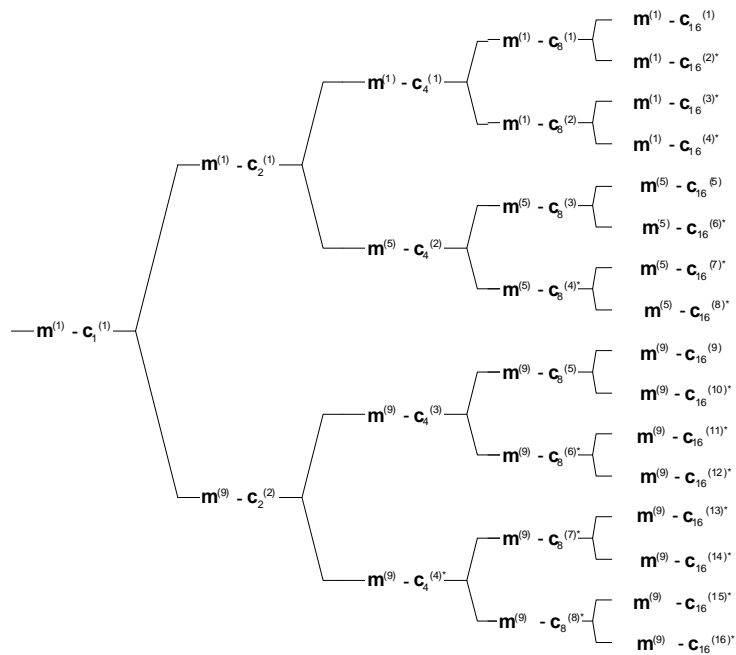 m(1) - c16(1)
m(1) - c8(1)
m(1) - c16(2)*
m(1) - c4(1)
m(1) - c16(3)*
m(1) - c8(2)
m(1) - c16(4)*
m(1) - c2(1)
m(5) - c16(5)
m(5) - c8(3)
m(5) - c16(6)*
m(5) - c4(2)
m(5) - c16(7)*
m(5) - c8(4)*
m(5) - c16(8)*
m(1) - c1(1)
m(9) - c16(9)
m(9) - c8(5)
m(9) - c16(10)*
m(9) - c4(3)
m(9) - c16(11)*
m(9) - c8(6)*
m(9) - c16(12)*
m(9) - c2(2)
m(9) - c16(13)*
m(9) - c8(7)*
m(9) - c16(14)*
m(9) - c4(4)*
m(9) - c16(15)*
m(9) - c8(8)*
m(9) - c16(16)*